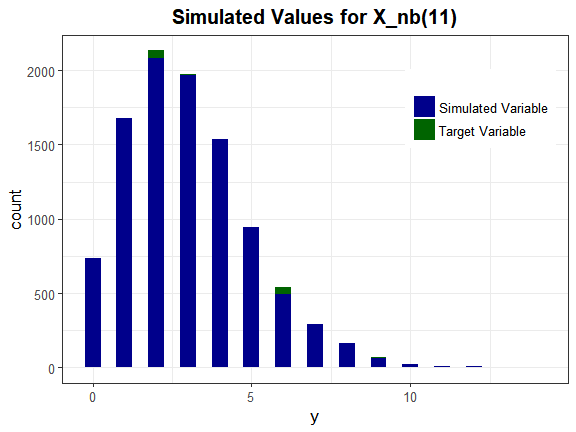 Simulated Values for X_nb(11)
2000
1500
1000
500
0
count
Simulated Variable
Target Variable
0 5 10
y